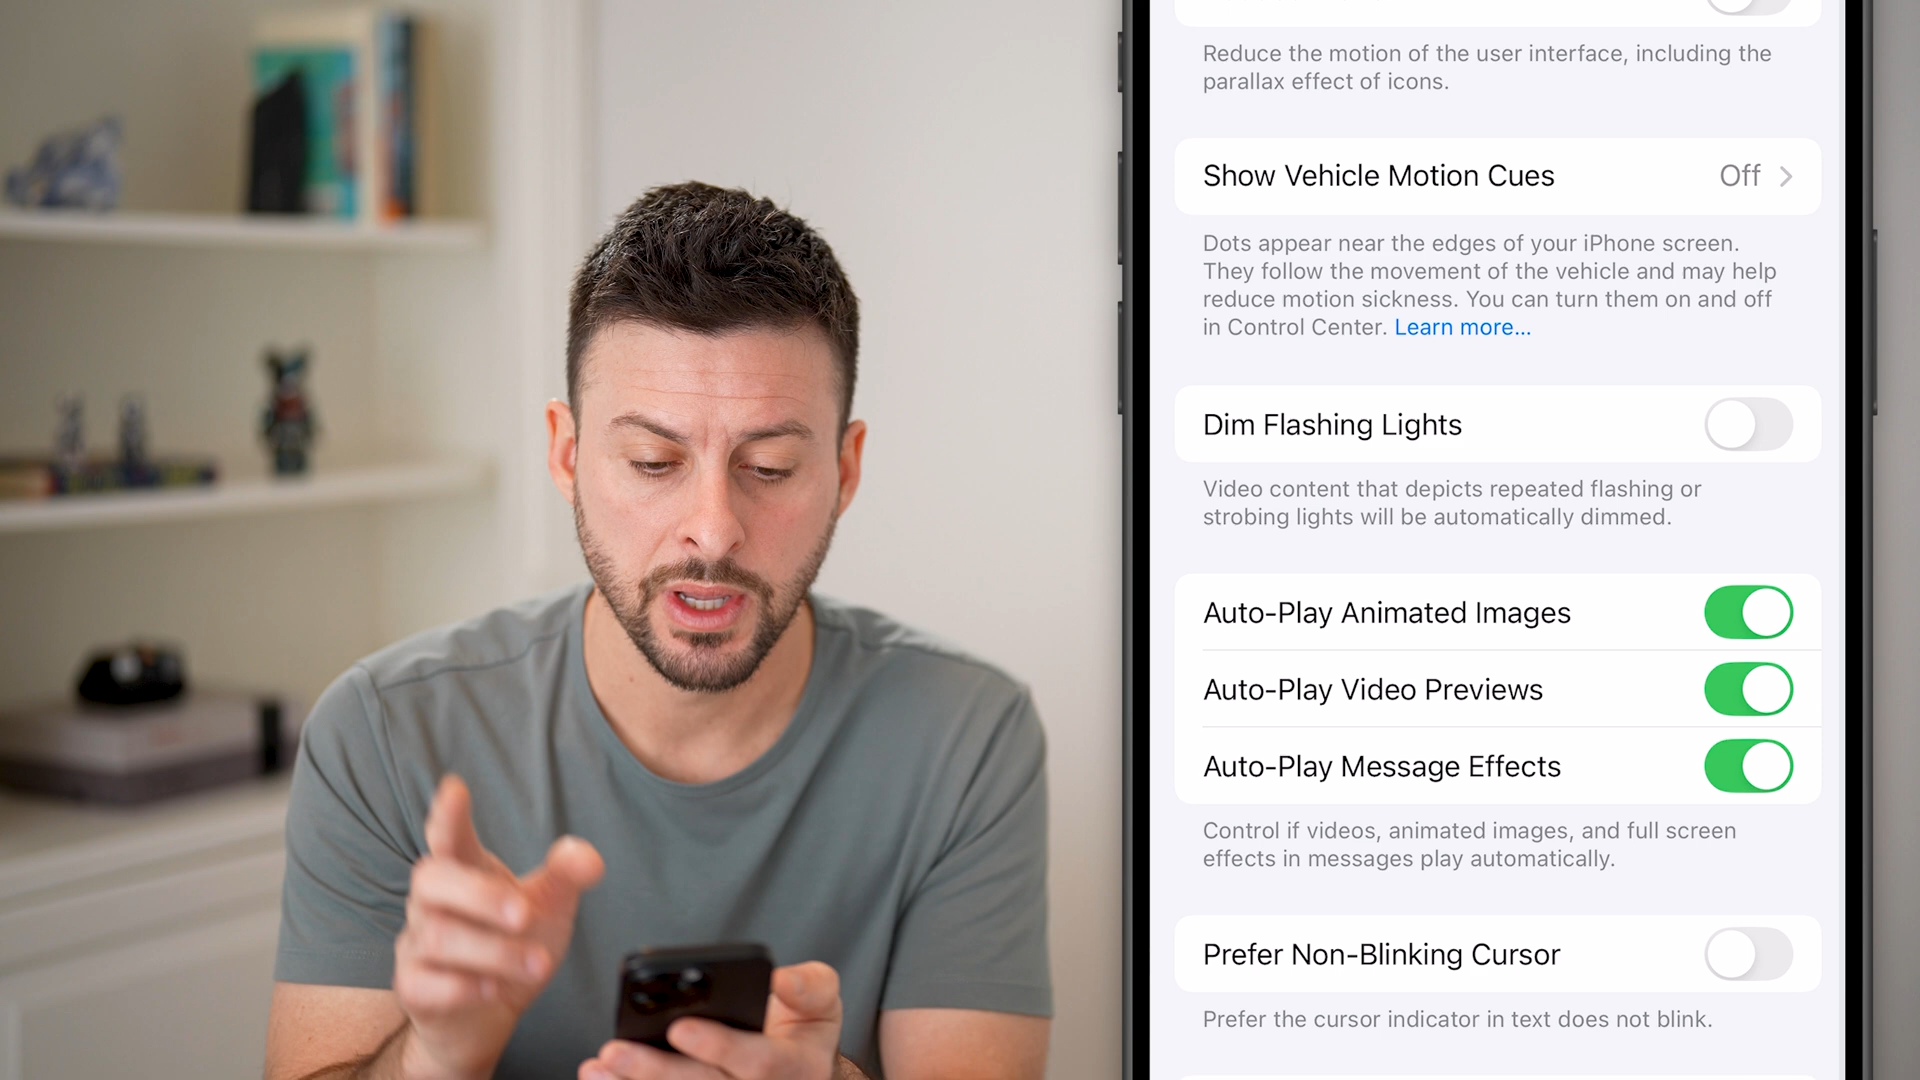 Reduce the motion of the user interface, including the
parallax effect of icons.
Show Vehicle Motion Cues Off
Dots appear near the edges of your iPhone screen.
They follow the movement of the vehicle and may help
reduce motion sickness. You can turn them on and off
in Control Center. Learn more...
Dim Flashing Lights
Video content that depicts repeated flashing or
strobing lights will be automatically dimmed.
Auto-Play Animated Images
Auto-Play Video Previews
Auto-Play Message Effects
Control if videos, animated images, and full screen
effects in messages play automatically.
Prefer Non-Blinking Cursor
Prefer the cursor indicator in text does not blink.